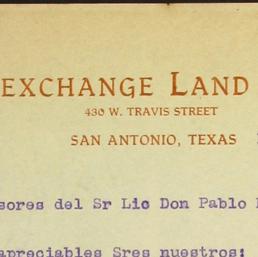 EXCHANGE LAND
430 W. TRAVIS STREET
SAN ANTONIO, TEXAS
sores del Sr Lic Don Pablo
apreciables Sres nuestros: